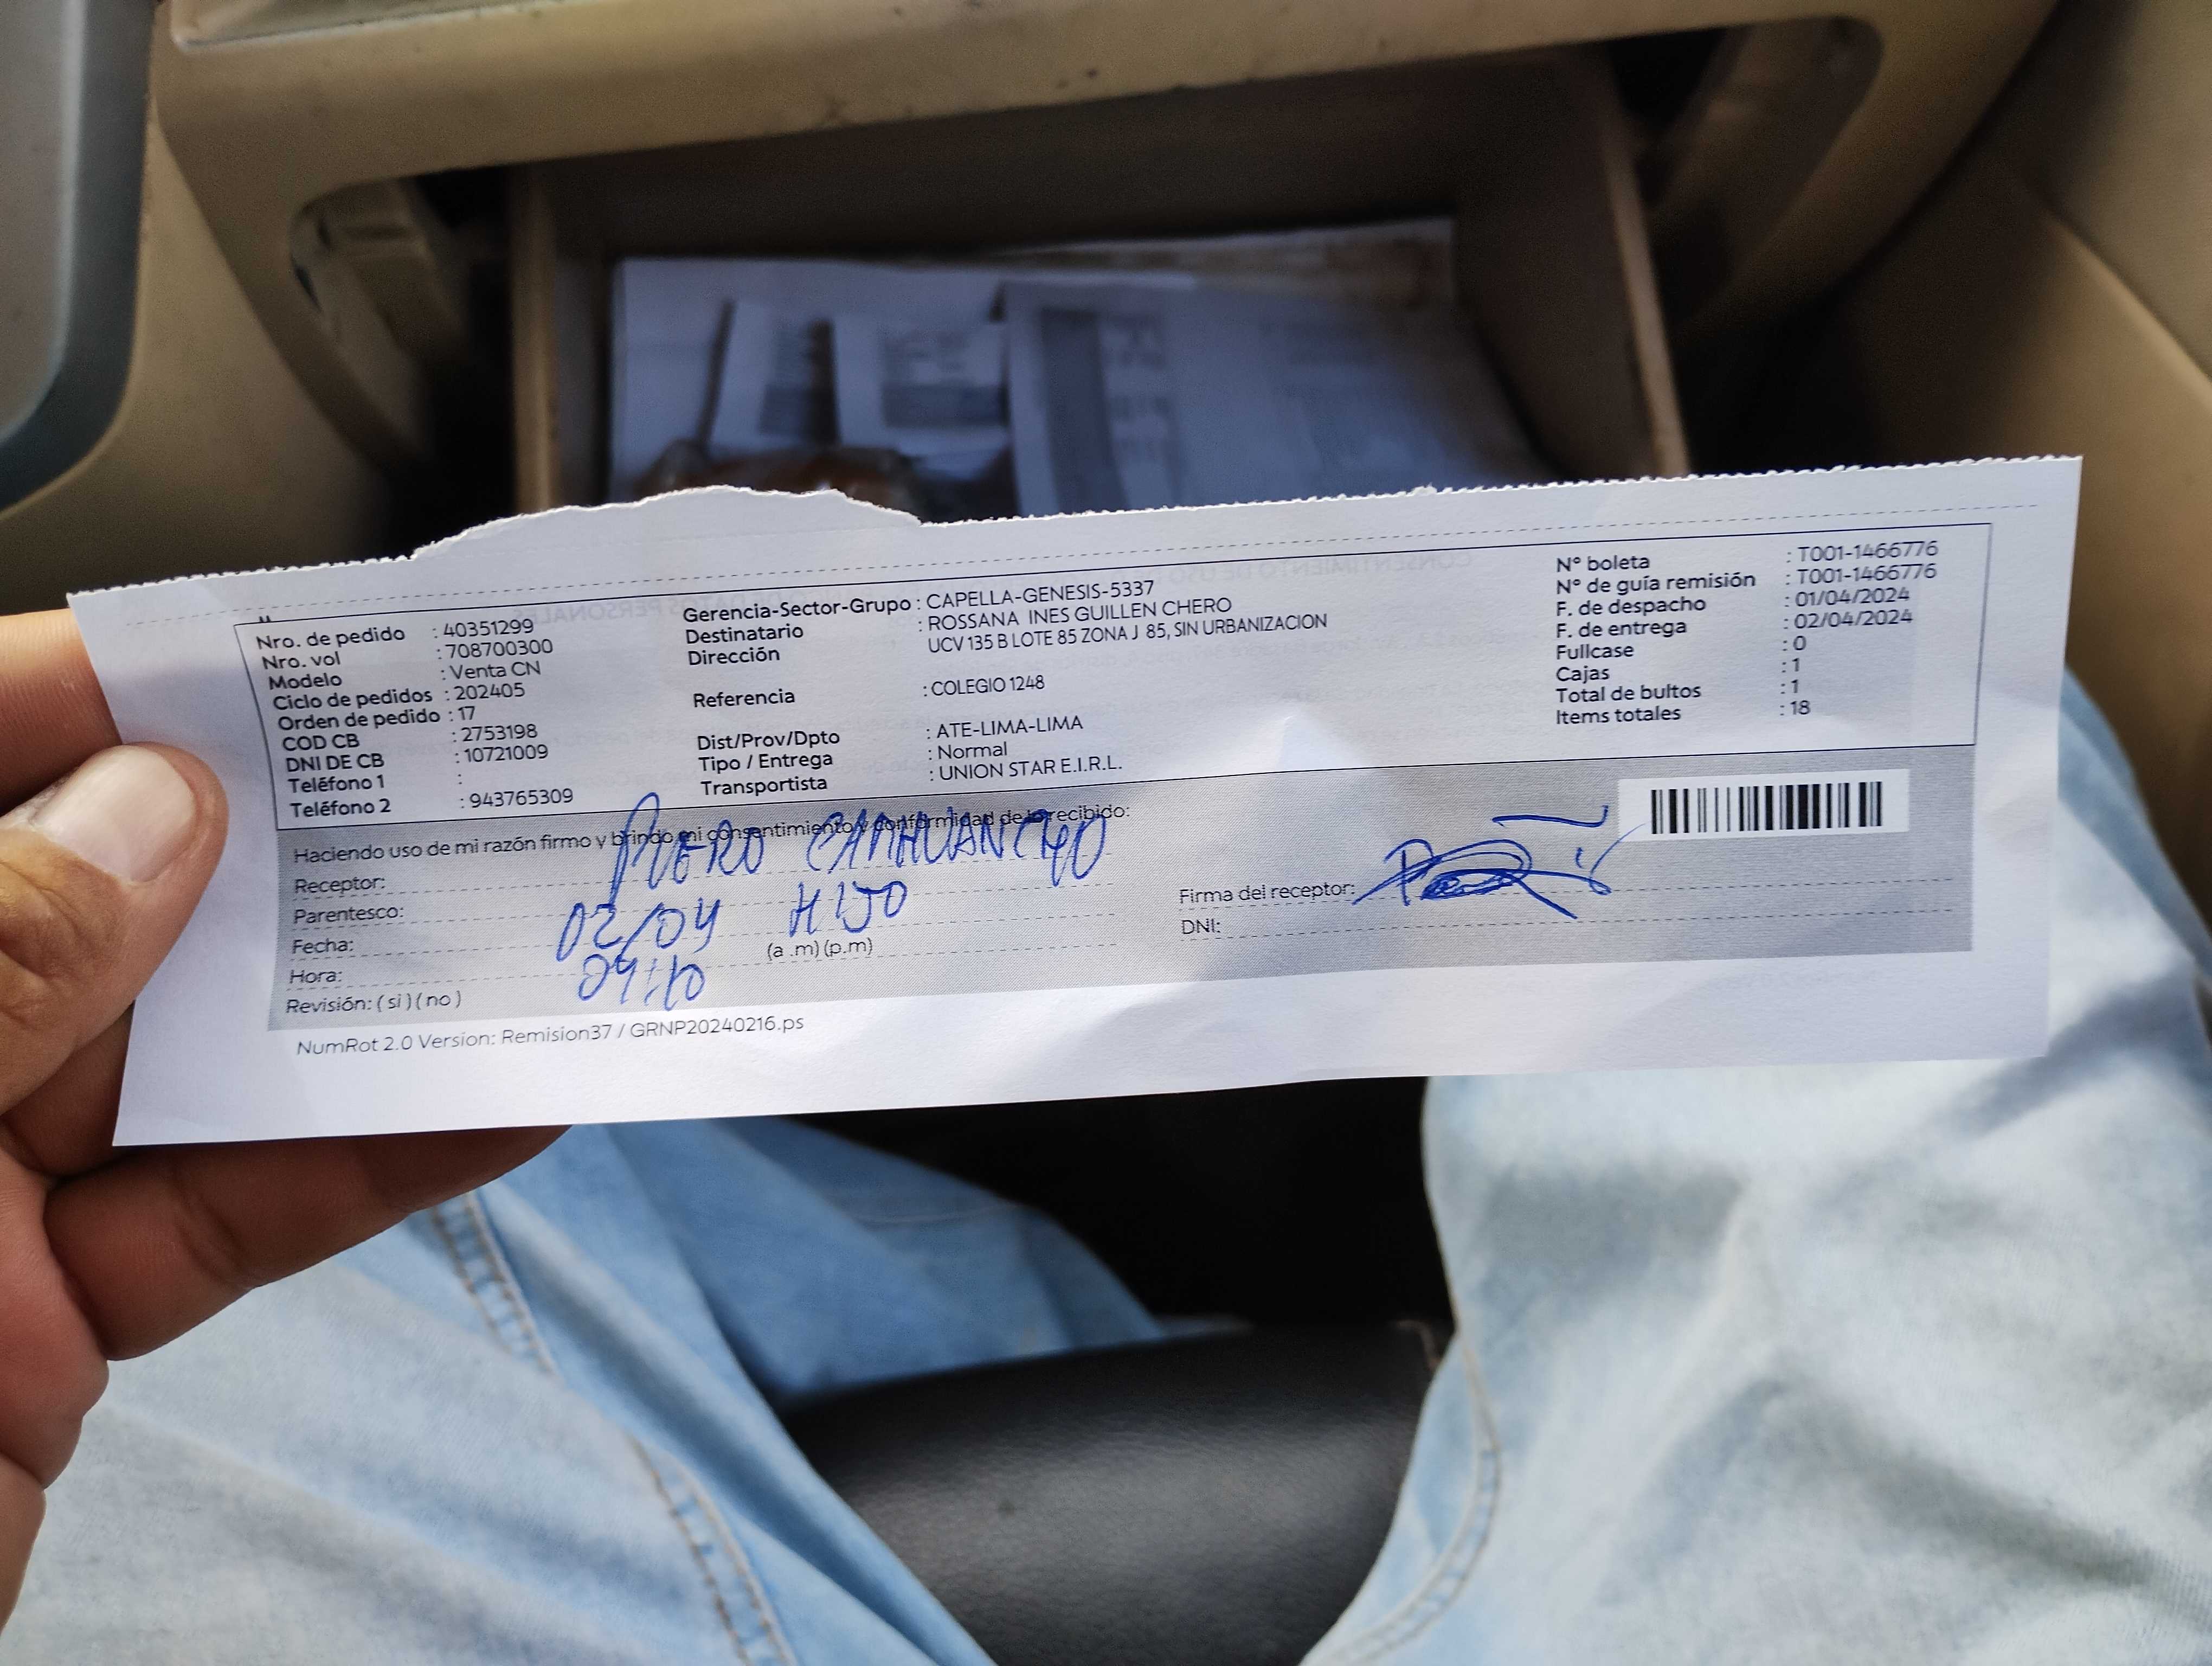 Nro. de pedido : 40351299
Nro. vol : 708700300
Modelo : Venta CN
Ciclo de pedidos : 202405
Orden de pedido : 17
COD CB : 2753198
DNI DE CB : 10721009
Teléfono 1 :
Teléfono 2 : 943765309
Gerencia-Sector-Grupo : CAPELLA-GENESIS-5337
Destinatario : ROSSANA INES GUILLEN CHERO
Dirección UCV 135 B LOTE 85 ZONA J 85, SIN URBANIZACION
Referencia : COLEGIO 1248
Dist/Prov/Dpto : ATE-LIMA-LIMA
Tipo / Entrega : Normal
Transportista : UNION STAR E.I.R.L.
N° boleta : T001-1466776
N° de guía remisión : T001-1466776
F. de despacho : 01/04/2024
F. de entrega : 02/04/2024
Fullcase : 0
Cajas : 1
Total de bultos : 1
Items totales : 18
Haciendo uso de mi razón firmo y brindo mi consentimiento y conformidad de lo recibido:
Receptor: PIERO CAMAHUANCHO
Parentesco: HIJO
Fecha: 02/04
Hora: (a .m) (p.m)
Revisión: ( si ) ( no )
Firma del receptor:
DNI:
NumRot 2.0 Version: Remision37 / GRNP20240216.ps